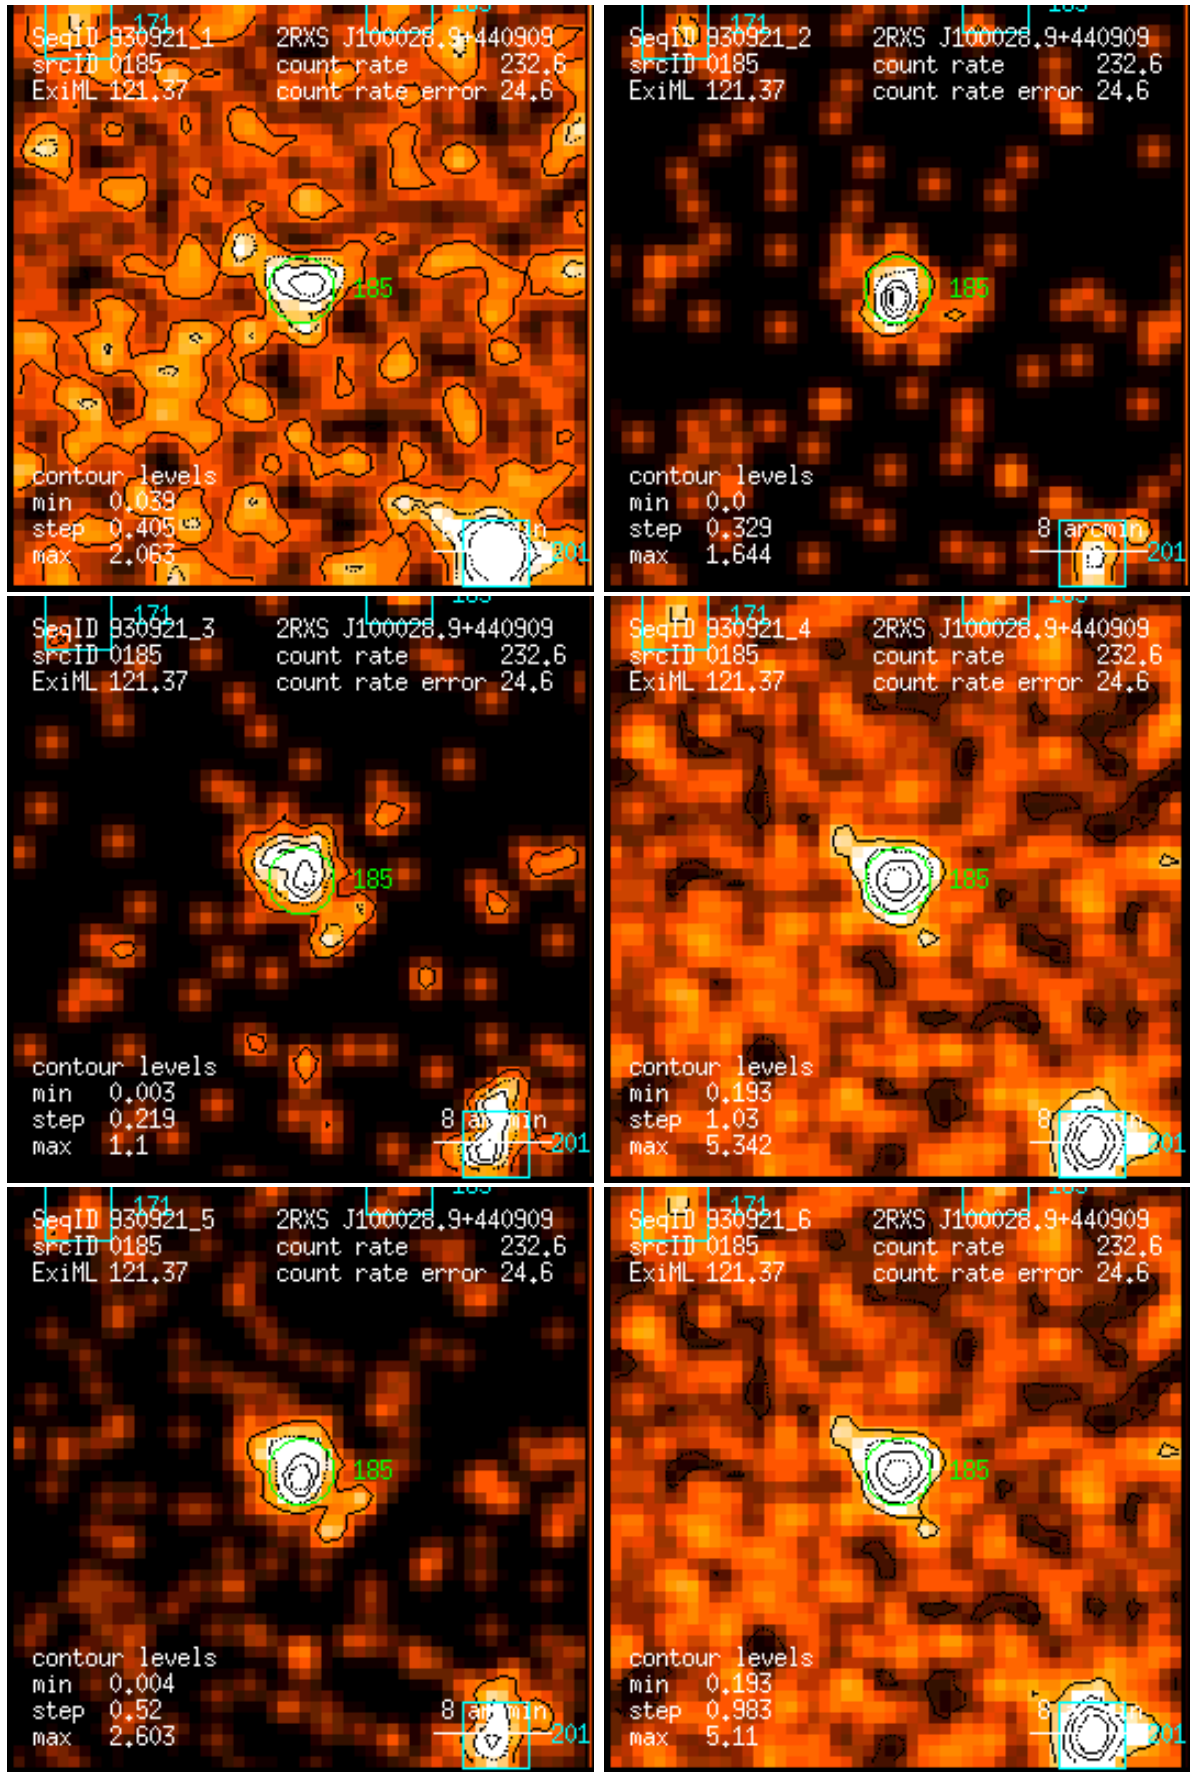 171
SeqID 930921_1 2RXS J100028.9+440909
srcID 0185 count rate 232.6
ExiML 121.37 count rate error 24.6
185
contour levels
min 0.039
step 0.405
max 2.063
201
171
SeqID 930921_2 2RXS J100028.9+440909
srcID 0185 count rate 232.6
ExiML 121.37 count rate error 24.6
185
contour levels
min 0.0
step 0.329
max 1.644
8 arcmin
201
171
SeqID 930921_3 2RXS J100028.9+440909
srcID 0185 count rate 232.6
ExiML 121.37 count rate error 24.6
185
contour levels
min 0.003
step 0.219
max 1.1
8 arcmin
201
171
SeqID 930921_4 2RXS J100028.9+440909
srcID 0185 count rate 232.6
ExiML 121.37 count rate error 24.6
185
contour levels
min 0.193
step 1.03
max 5.342
8
201
171
SeqID 930921_5 2RXS J100028.9+440909
srcID 0185 count rate 232.6
ExiML 121.37 count rate error 24.6
185
contour levels
min 0.004
step 0.52
max 2.603
8 arcmin
201
171
SeqID 930921_6 2RXS J100028.9+440909
srcID 0185 count rate 232.6
ExiML 121.37 count rate error 24.6
185
contour levels
min 0.193
step 0.983
max 5.11
8
201